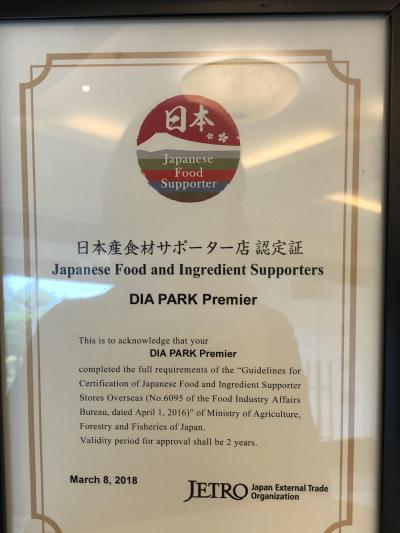 日本
Japanese
Food
Supporter
日本産食材サポーター店 認定証
Japanese Food and Ingredient Supporters
DIA PARK Premier
This is to acknowledge that your
DIA PARK Premier
completed the full requirements of the “Guidelines for
Certification of Japanese Food and Ingredient Supporter
Stores Overseas (No.6095 of the Food Industry Affairs
Bureau, dated April 1, 2016)” of Ministry of Agriculture,
Forestry and Fisheries of Japan.
Validity period for approval shall be 2 years.
March 8, 2018
JETRO Japan External Trade
Organization